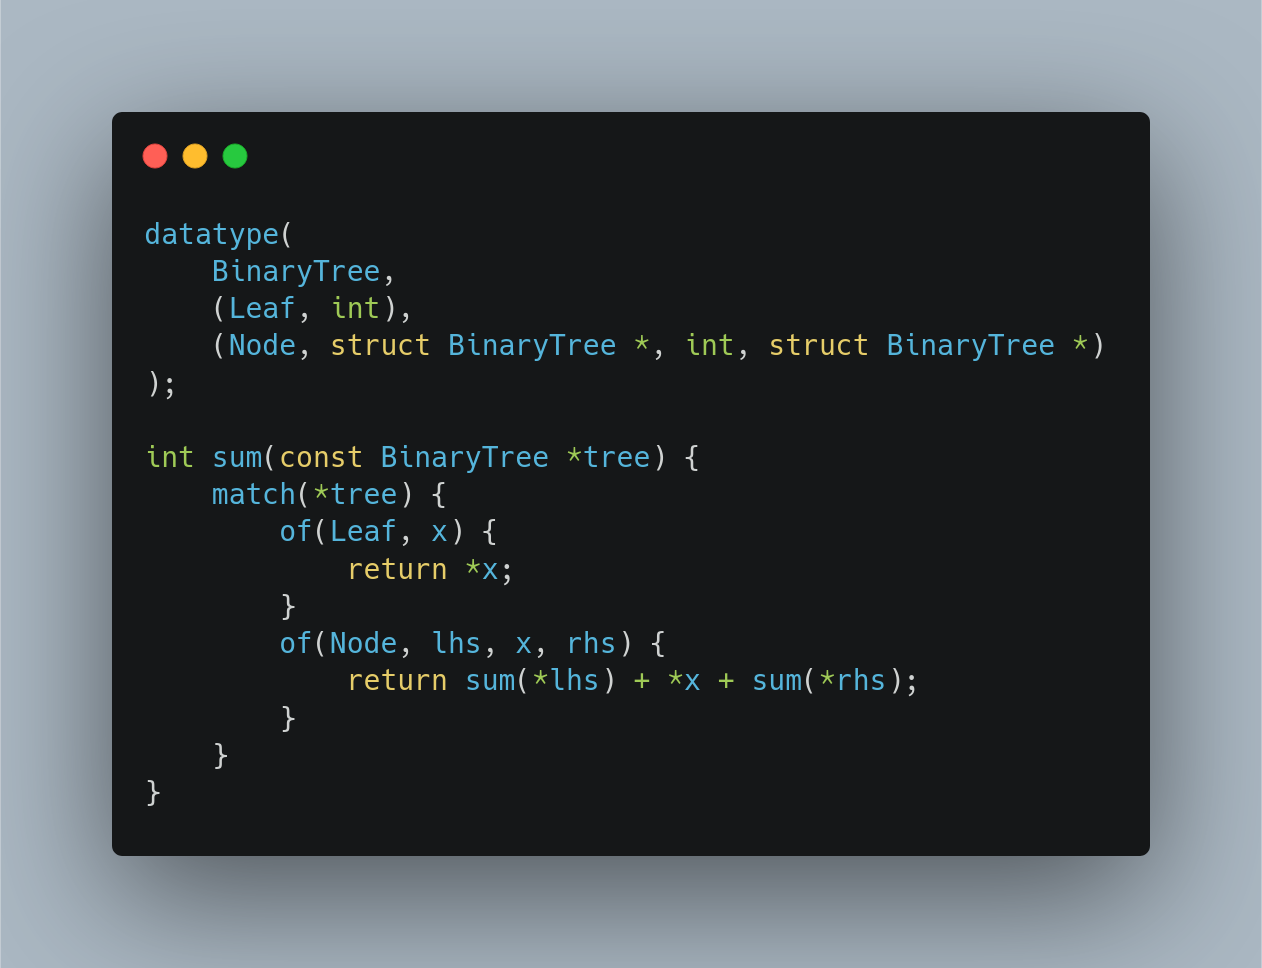 datatype(
    BinaryTree,
    (Leaf, int),
    (Node, struct BinaryTree *, int, struct BinaryTree *)
);

int sum(const BinaryTree *tree) {
    match(*tree) {
        of(Leaf, x) {
            return *x;
        }
        of(Node, lhs, x, rhs) {
            return sum(*lhs) + *x + sum(*rhs);
        }
    }
}